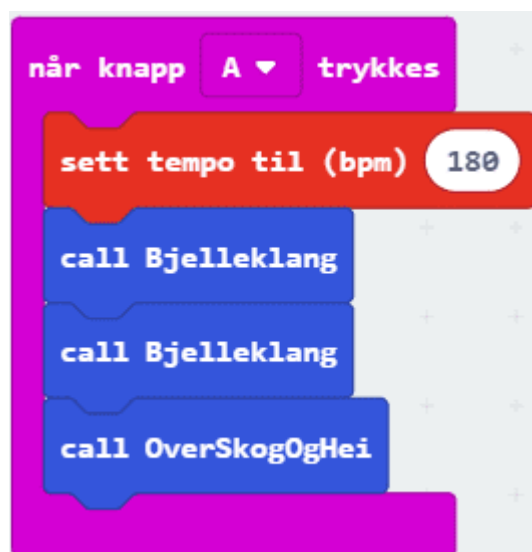 når knapp A trykkes
sett tempo til (bpm) 180
call Bjelleklang
call Bjelleklang
call OverSkogOgHei